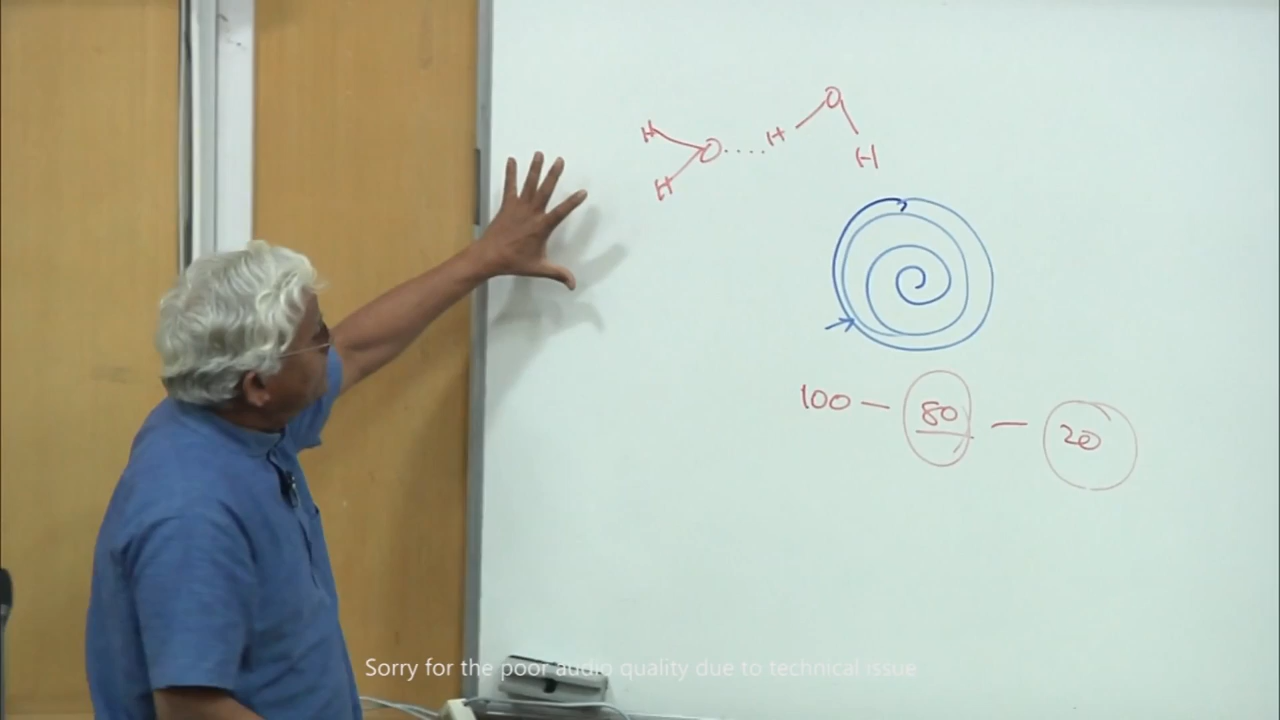 O
H O .... H H
H
100 - 80 - 20
Sorry for the poor audio quality due to technical issue